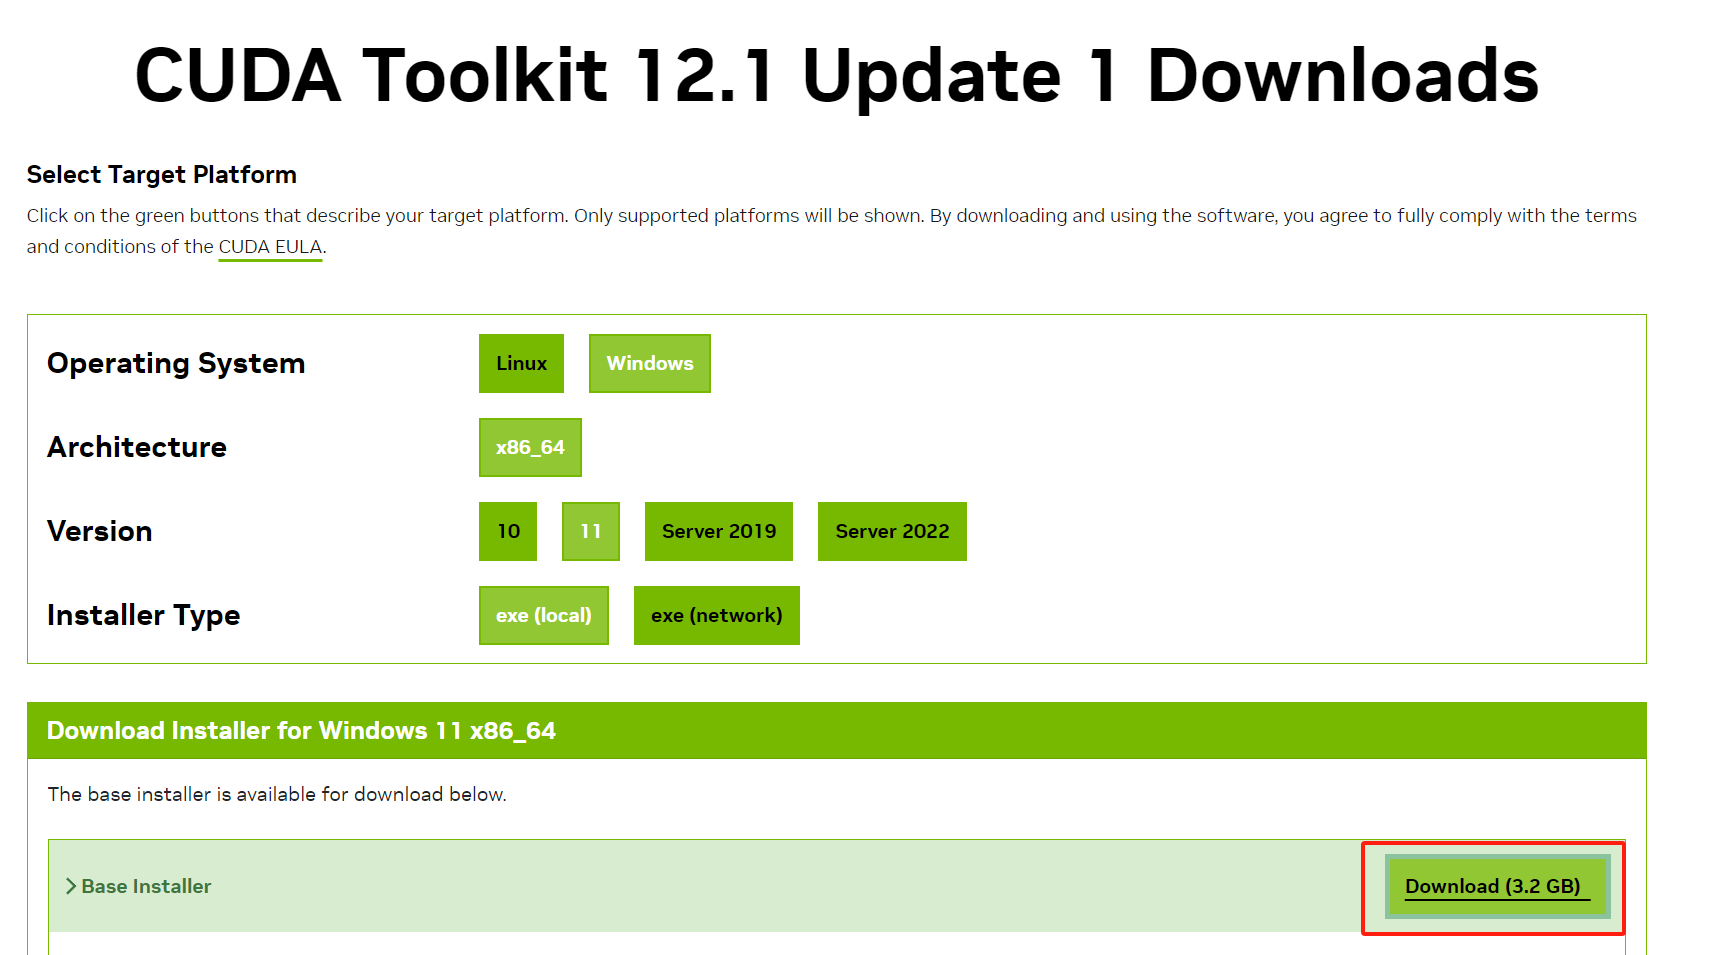 CUDA Toolkit 12.1 Update 1 Downloads
Select Target Platform
Click on the green buttons that describe your target platform. Only supported platforms will be shown. By downloading and using the software, you agree to fully comply with the terms
and conditions of the CUDA EULA.
Operating System Linux Windows
Architecture x86_64
Version 10 11 Server 2019 Server 2022
Installer Type exe (local) exe (network)
Download Installer for Windows 11 x86_64
The base installer is available for download below.
Base Installer Download (3.2 GB)